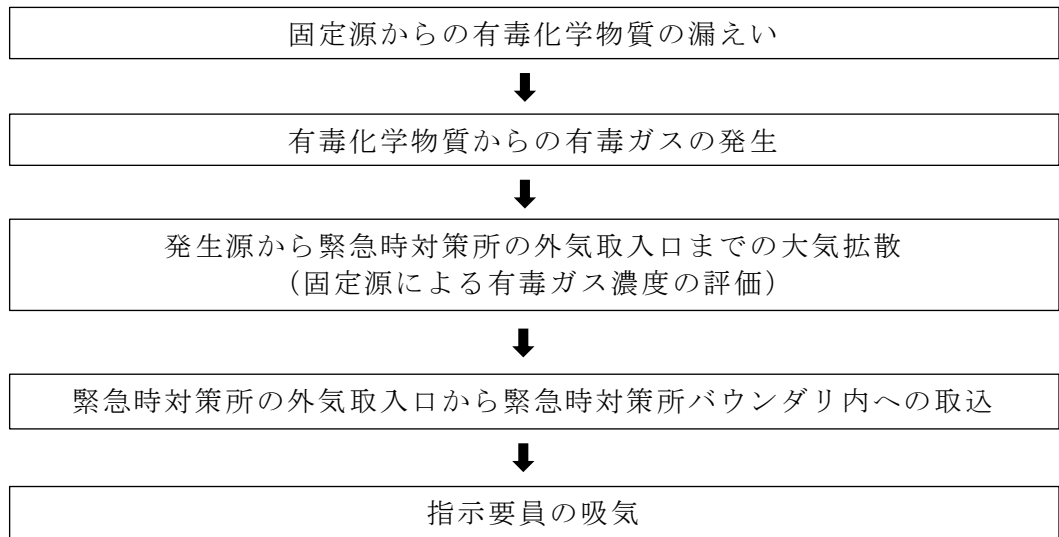 固定源からの有毒化学物質の漏えい
有毒化学物質からの有毒ガスの発生
発生源から緊急時対策所の外気取入口までの大気拡散
（固定源による有毒ガス濃度の評価）
緊急時対策所の外気取入口から緊急時対策所バウンダリ内への取込
指示要員の吸気